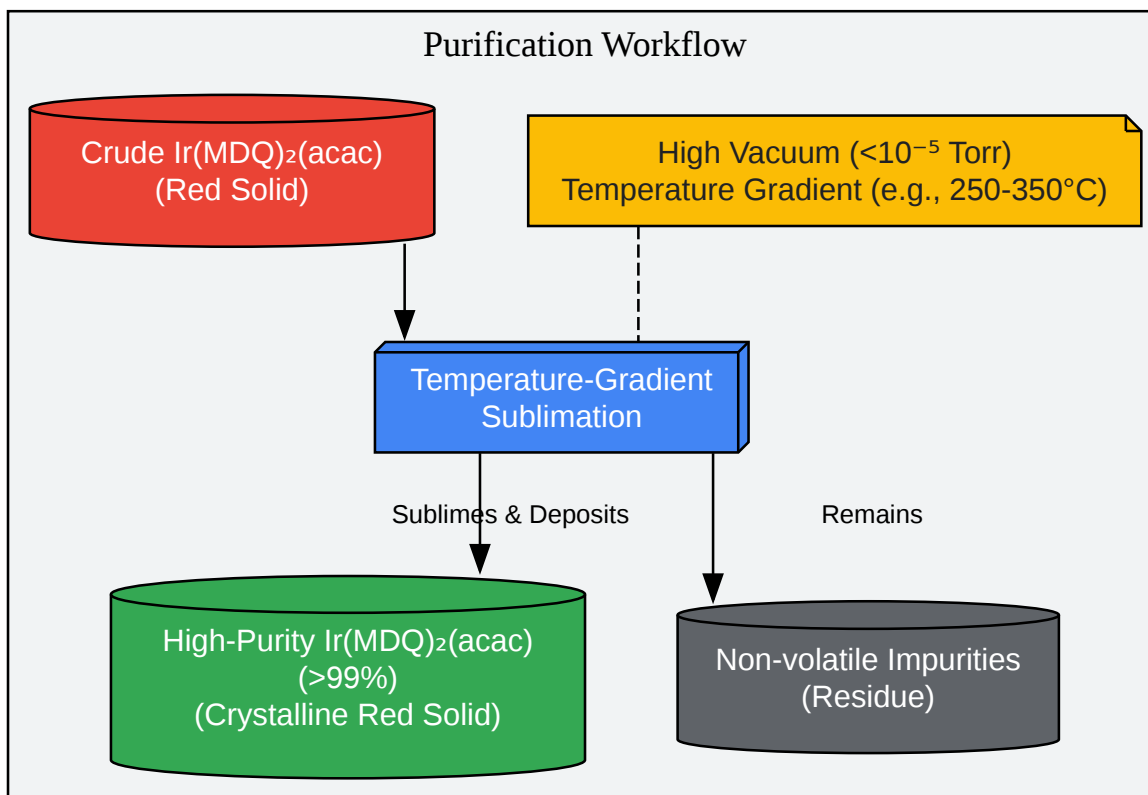 Purification Workflow
Crude Ir(MDQ)₂(acac)
(Red Solid)
High Vacuum (<10⁻⁵ Torr)
Temperature Gradient (e.g., 250-350°C)
Temperature-Gradient
Sublimation
Sublimes & Deposits
Remains
High-Purity Ir(MDQ)₂(acac)
(>99%)
(Crystalline Red Solid)
Non-volatile Impurities
(Residue)